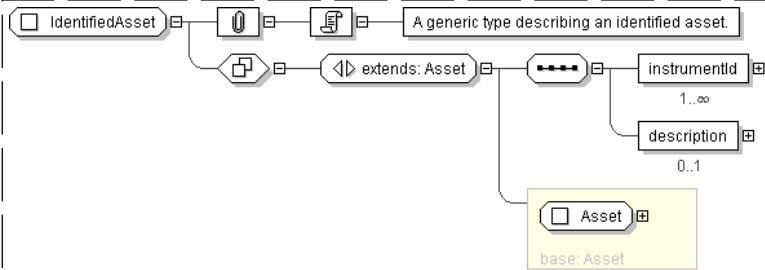 IdentifiedAsset
A generic type describing an identified asset.
extends: Asset
instrumentId
1..∞
description
0..1
Asset
base: Asset